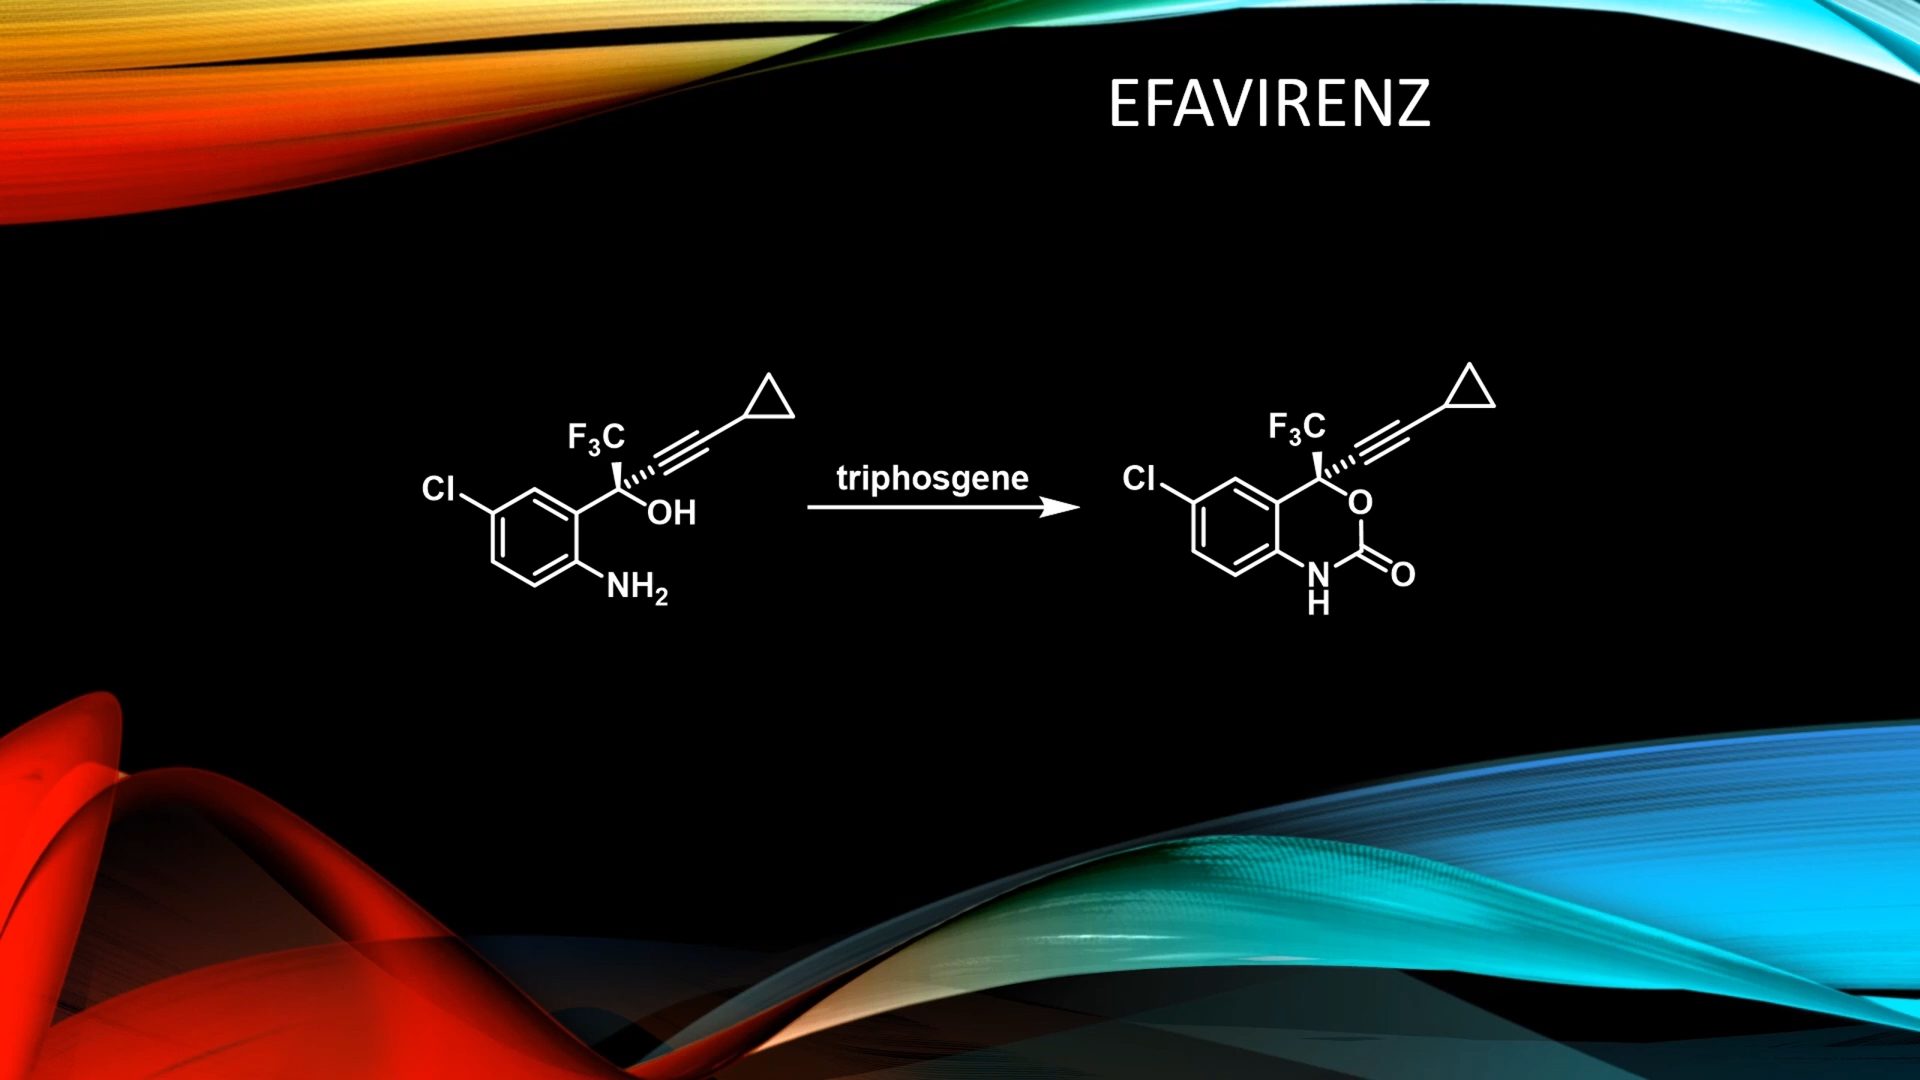 EFAVIRENZ
F₃C
Cl
OH
NH₂
triphosgene
F₃C
Cl
O
O
N
H